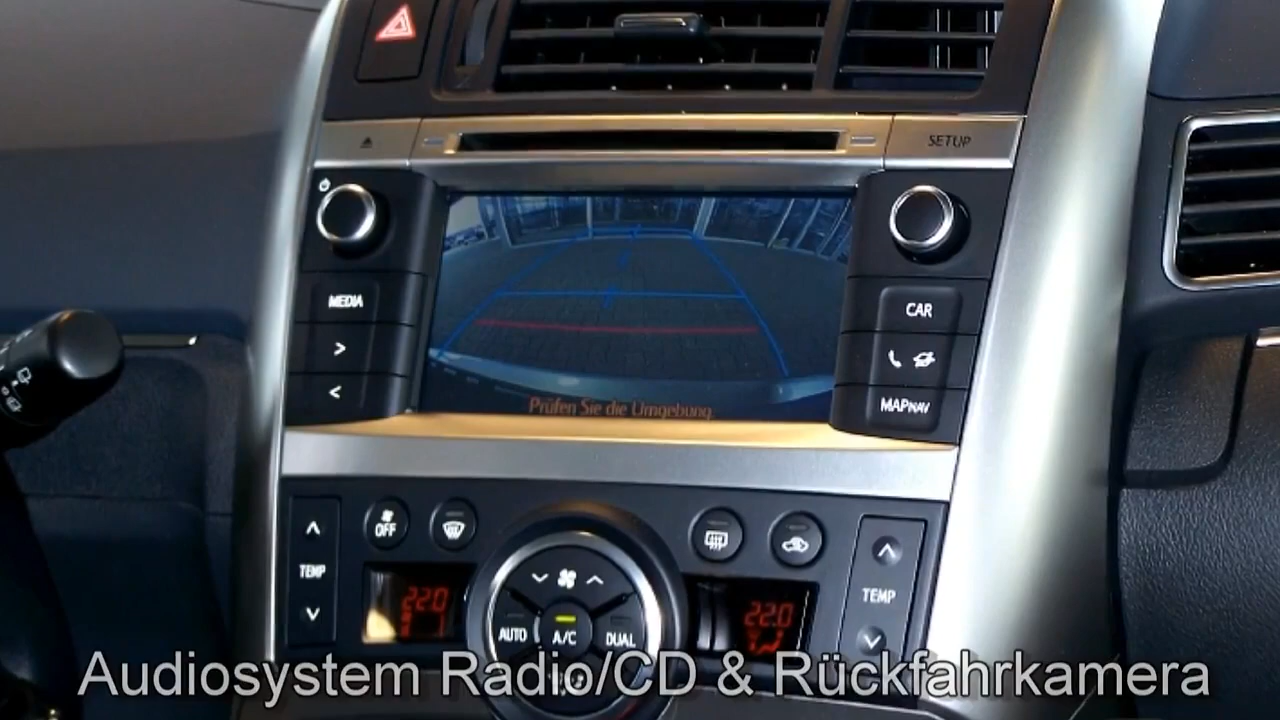 SETUP
MEDIA
CAR
>
<
MAPNAV
Prüfen Sie die Umgebung.
OFF
TEMP
TEMP
22.0
22.0
AUTO
A/C
DUAL
Audiosystem Radio/CD & Rückfahrkamera